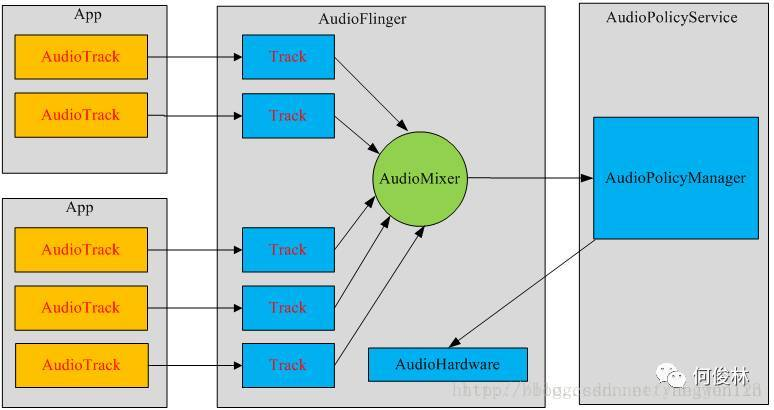 App
AudioTrack
AudioTrack
App
AudioTrack
AudioTrack
AudioTrack
AudioFlinger
Track
Track
Track
Track
Track
AudioMixer
AudioHardware
AudioPolicyService
AudioPolicyManager
何俊林